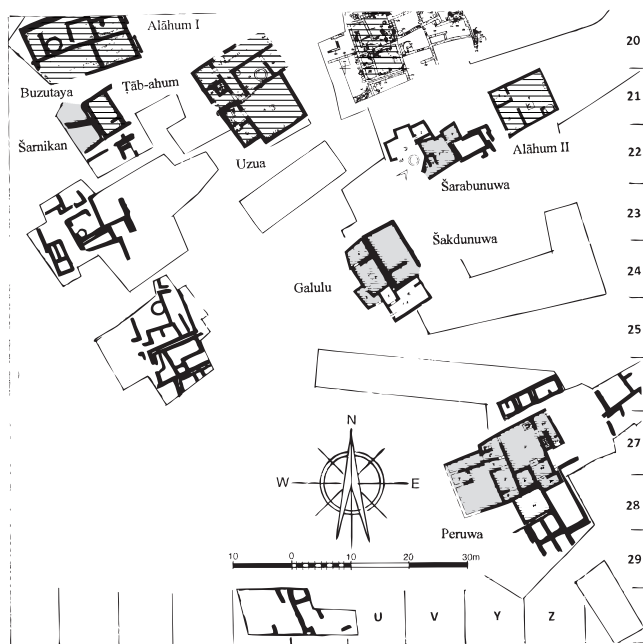 Alāhum I
20
Buzutaya
Ṭāb-ahum
21
Šarnikan
Uzua
Alāhum II
22
Šarabunuwa
23
Šakdunuwa
24
Galulu
25
N
27
W
E
28
Peruwa
10 0 10 20 30m
29
U V Y Z